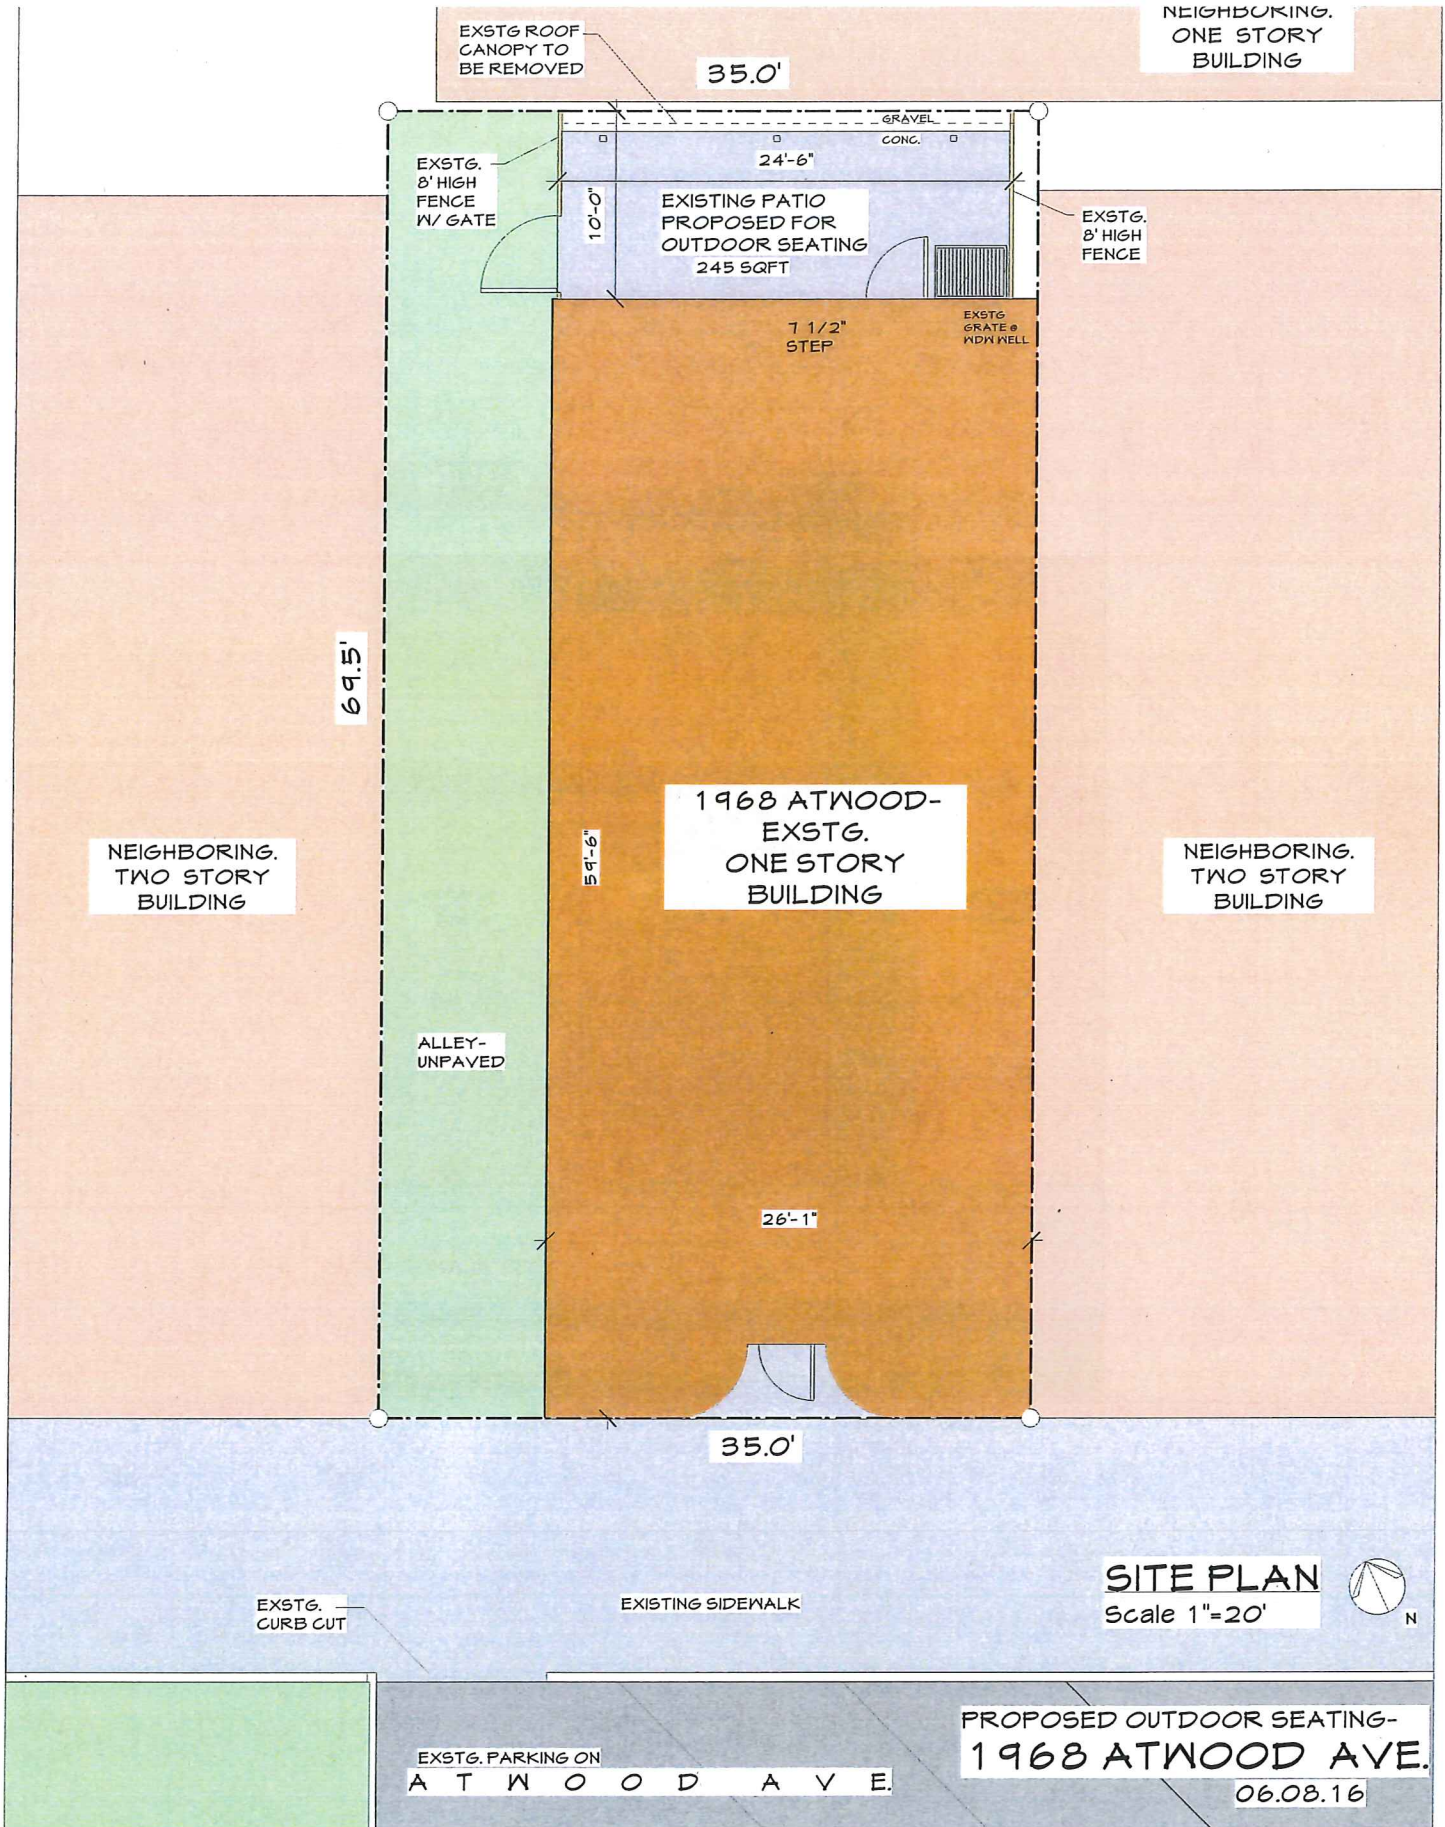 NEIGHBORING.
ONE STORY
BUILDING
EXSTG ROOF
CANOPY TO
BE REMOVED
35.0'
GRAVEL
CONC.
24'-6"
EXSTG.
8' HIGH
FENCE
W/ GATE
10'-0"
EXISTING PATIO
PROPOSED FOR
OUTDOOR SEATING
245 SQFT
EXSTG.
8' HIGH
FENCE
7 1/2"
STEP
EXSTG
GRATE @
WDW WELL
69.5'
59'-6"
1968 ATWOOD-
EXSTG.
ONE STORY
BUILDING
NEIGHBORING.
TWO STORY
BUILDING
NEIGHBORING.
TWO STORY
BUILDING
ALLEY-
UNPAVED
26'-1"
35.0'
SITE PLAN
Scale 1"=20'
N
EXSTG.
CURB CUT
EXISTING SIDEWALK
EXSTG. PARKING ON
ATWOOD AVE.
PROPOSED OUTDOOR SEATING-
1968 ATWOOD AVE.
06.08.16